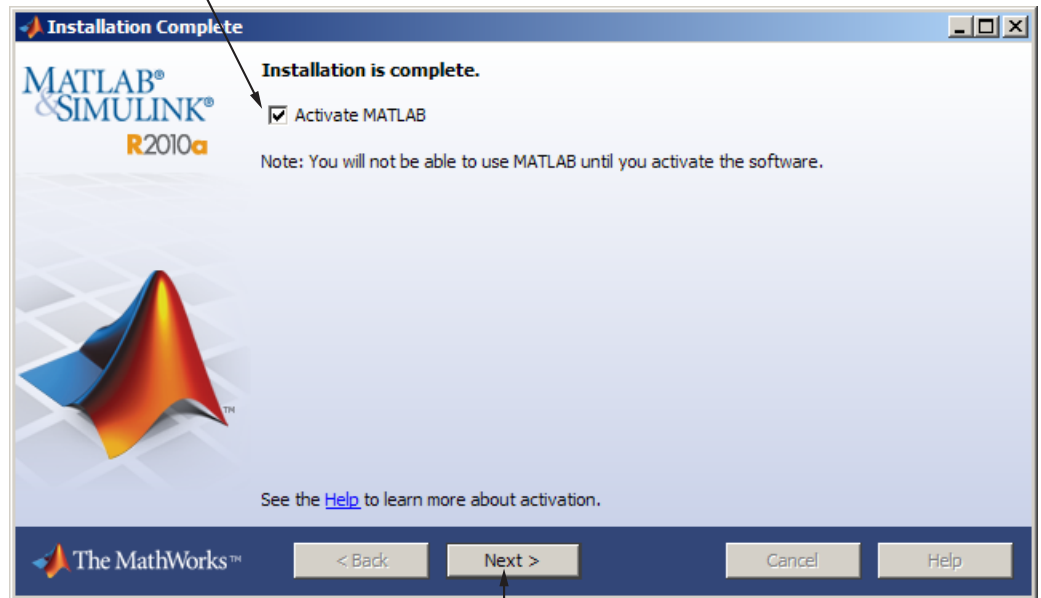 Installation Complete
MATLAB®
&SIMULINK®
R2010a
Installation is complete.
Activate MATLAB
Note: You will not be able to use MATLAB until you activate the software.
TM
See the Help to learn more about activation.
The MathWorks™
< Back
Next >
Cancel
Help